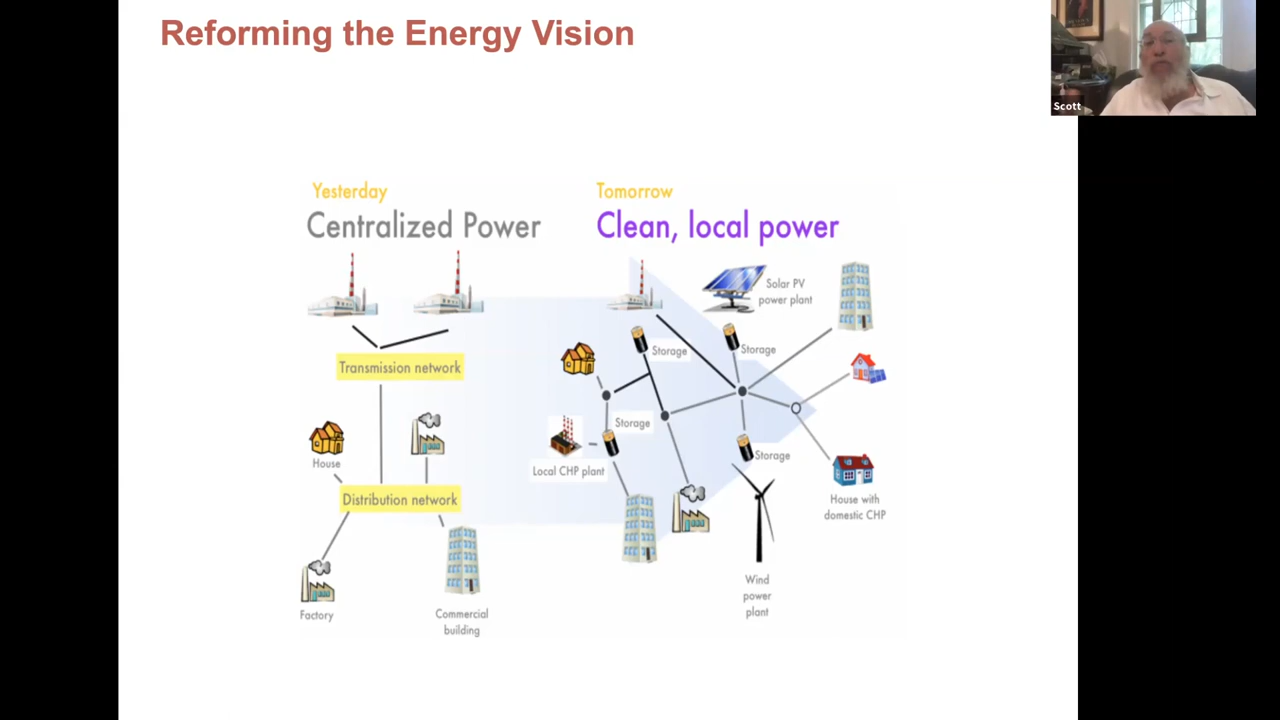 Reforming the Energy Vision
Scott
Yesterday
Centralized Power
Transmission network
House
Distribution network
Factory
Commercial
building
Tomorrow
Clean, local power
Solar PV
power plant
Storage
Storage
Storage
Local CHP plant
Storage
House with
domestic CHP
Wind
power
plant